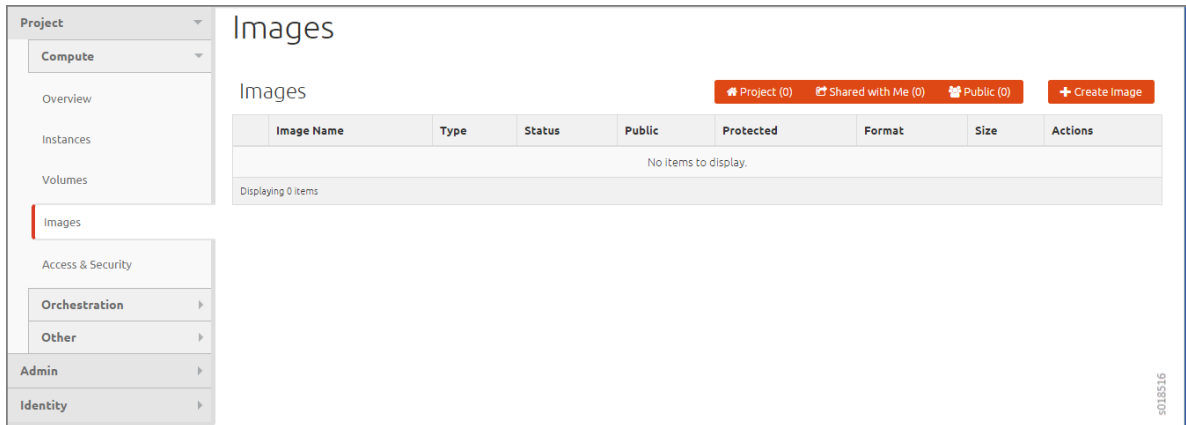 Project
Compute
Overview
Instances
Volumes
Images
Access & Security
Orchestration
Other
Admin
Identity
Images
Images
Project (0) Shared with Me (0) Public (0) Create Image
Image Name Type Status Public Protected Format Size Actions
No items to display.
Displaying 0 items
s018516